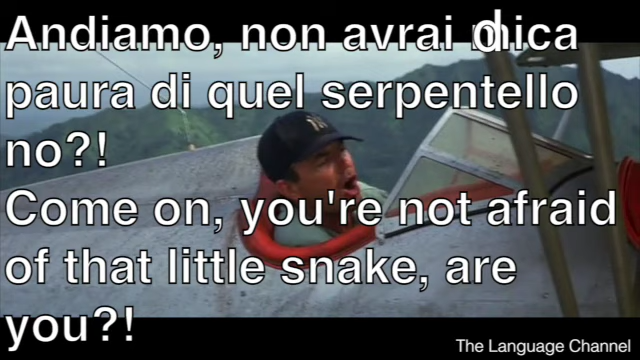 Andiamo, non avrai mica
paura di quel serpentello
no?!
Come on, you're not afraid
of that little snake, are
you?!
The Language Channel